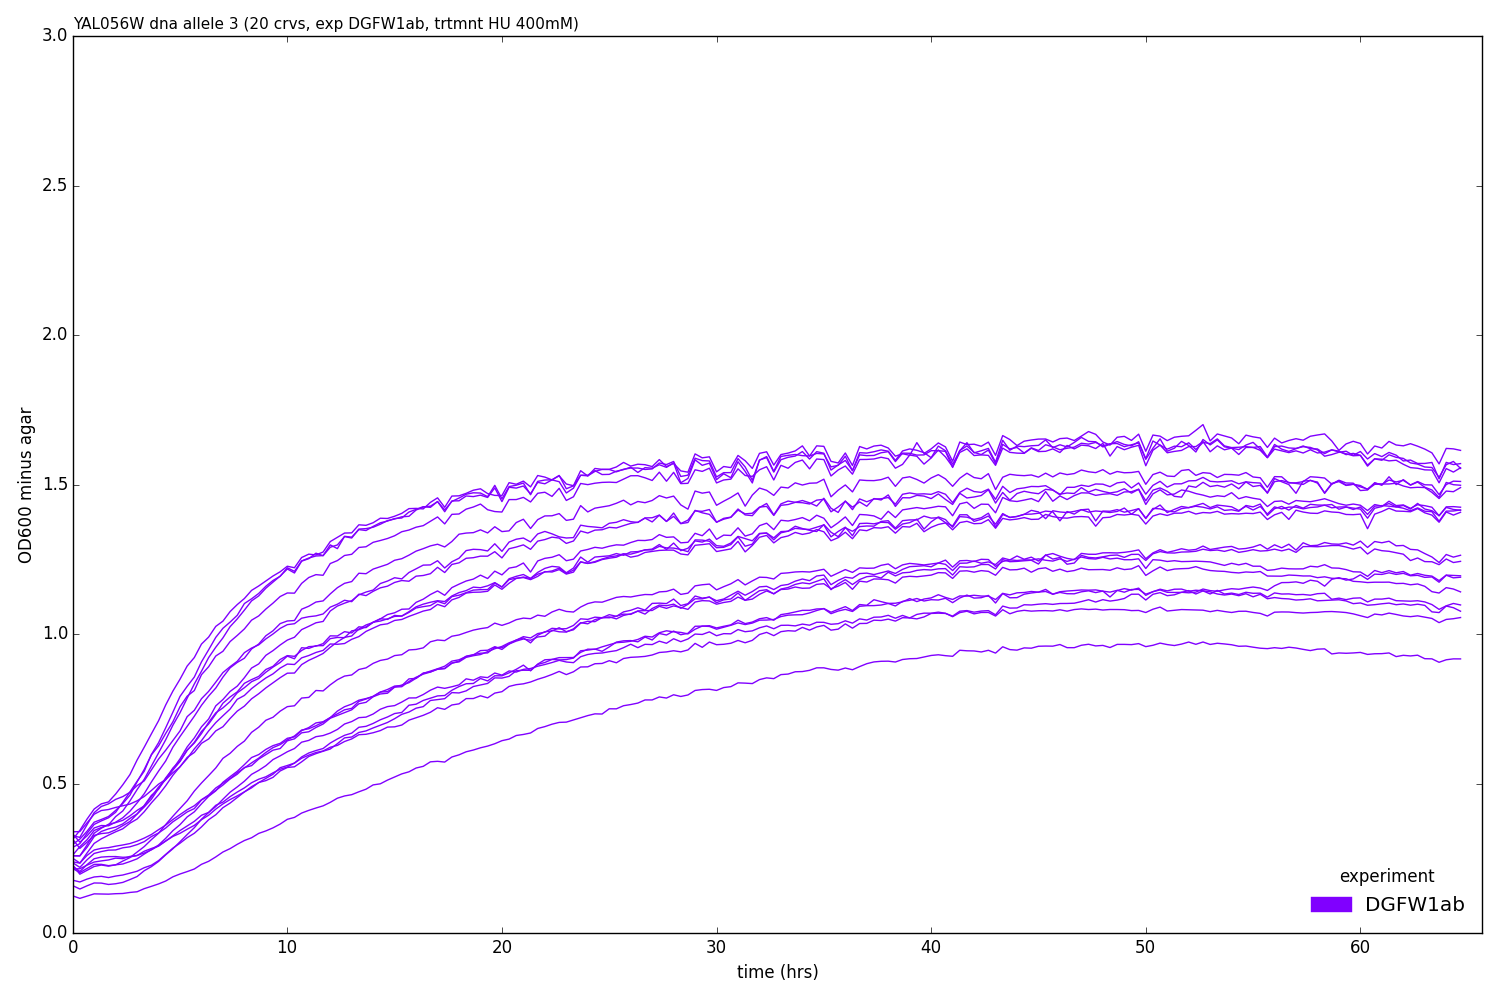 YAL056W dna allele 3 (20 crvs, exp DGFW1ab, trtmnt HU 400mM)
3.0
2.5
2.0
1.5
1.0
0.5
0.0
OD600 minus agar
0 10 20 30 40 50 60
time (hrs)
experiment
DGFW1ab